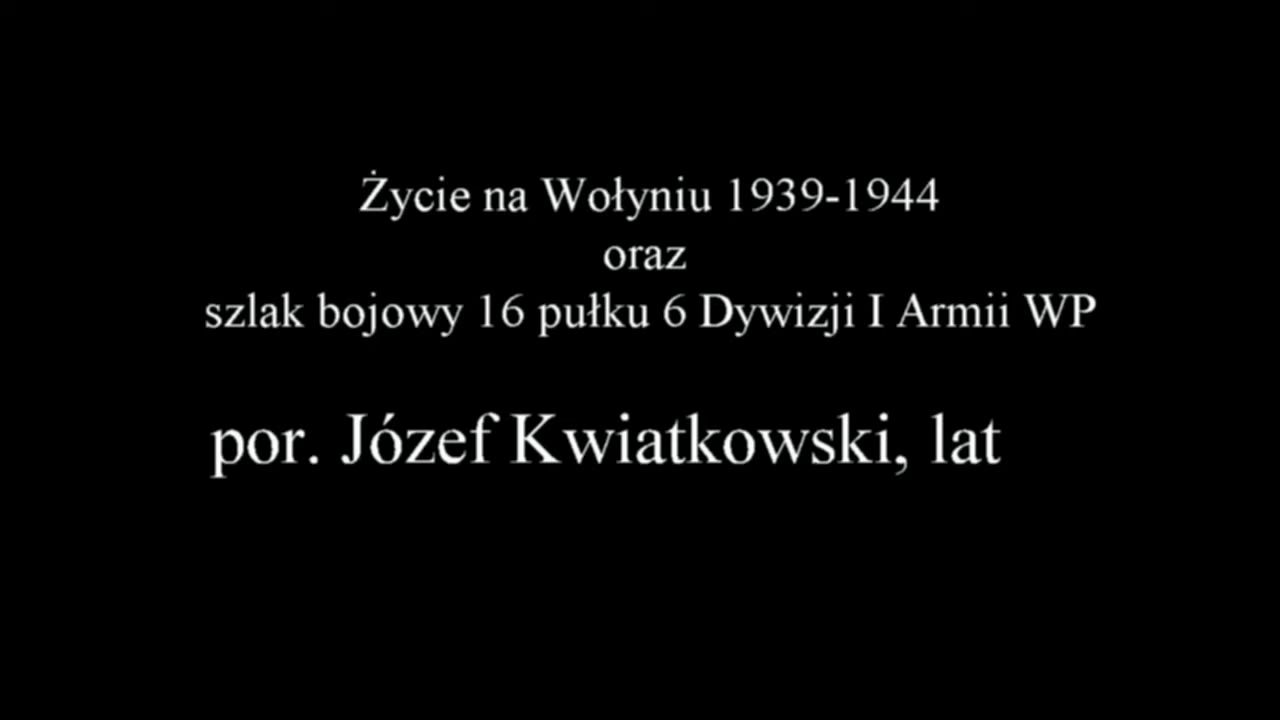 Życie na Wołyniu 1939-1944
oraz
szlak bojowy 16 pułku 6 Dywizji I Armii WP
por. Józef Kwiatkowski, lat